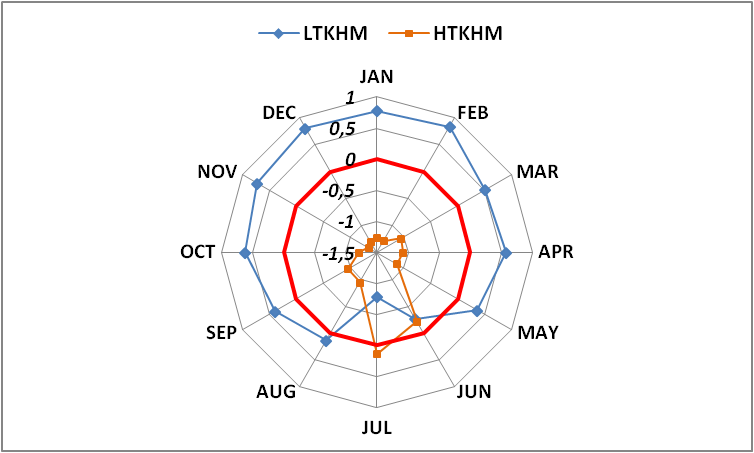 LTKHM HTKHM
JAN
FEB
MAR
APR
MAY
JUN
JUL
AUG
SEP
OCT
NOV
DEC
1
0,5
0
-0,5
-1
-1,5